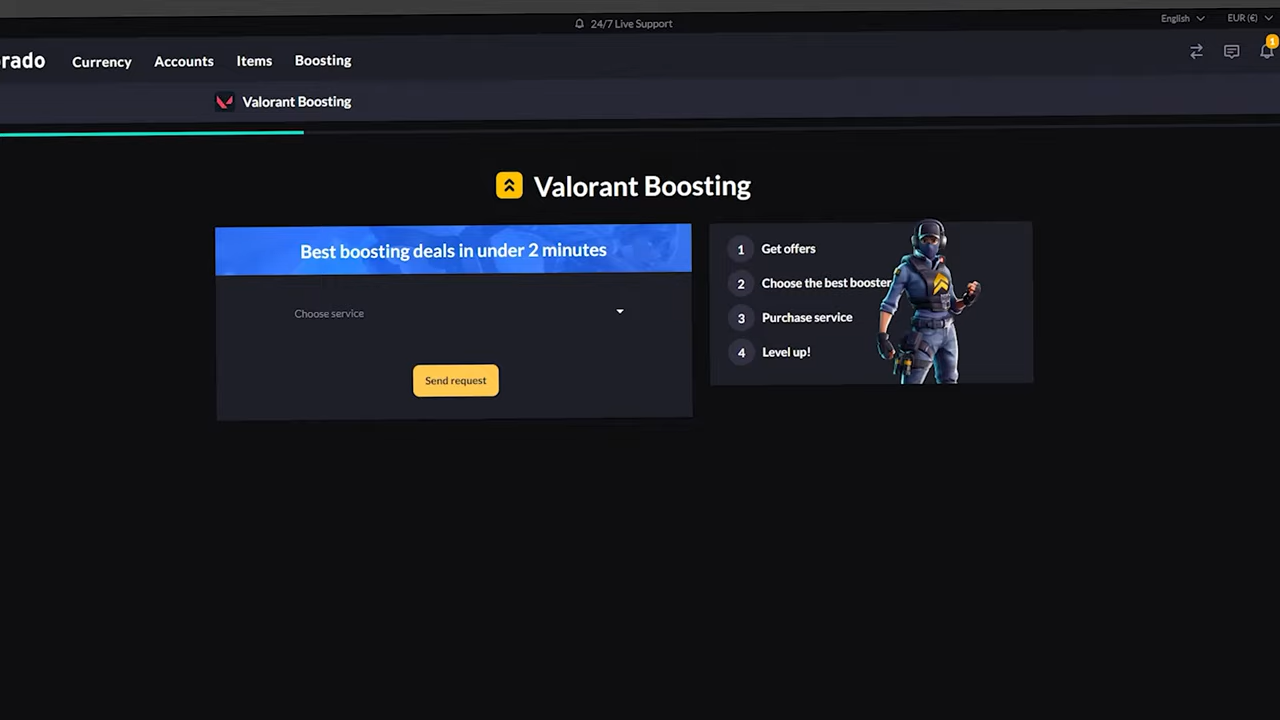 24/7 Live Support
English
EUR (€)
rado
Currency
Accounts
Items
Boosting
1
Valorant Boosting
Valorant Boosting
Best boosting deals in under 2 minutes
Choose service
Send request
1 Get offers
2 Choose the best booster
3 Purchase service
4 Level up!